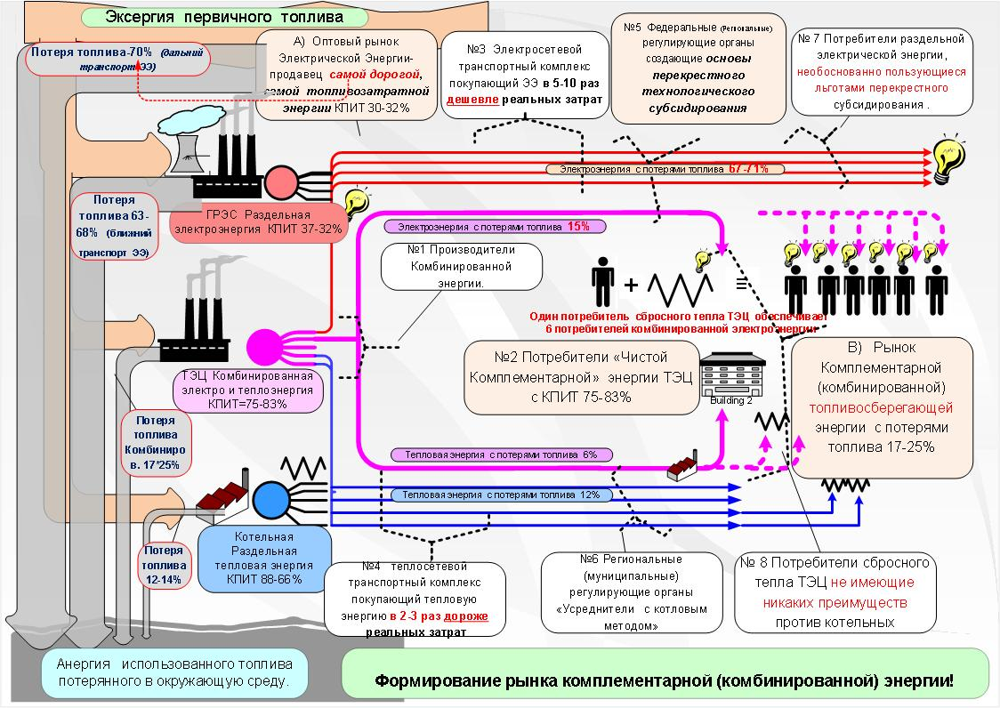 Эксергия первичного топлива
Потеря топлива-70% (дальний
транспорт ЭЭ)
А) Оптовый рынок
Электрической Энергии-
продавец самой дорогой,
самой топливозатратной
энергии КПИТ 30-32%
№3 Электросетевой
транспортный комплекс
покупающий ЭЭ в 5-10 раз
дешевле реальных затрат
№5 Федеральные (Региональные)
регулирующие органы
создающие основы
перекрестного
технологического
субсидирования
№ 7 Потребители раздельной
электрической энергии,
необоснованно пользующиеся
льготами перекрестного
субсидирования .
Электроэнергия с потерями топлива 67-71%
Потеря
топлива 63-
68% (ближний
транспорт ЭЭ)
ГРЭС Раздельная
электроэнергия КПИТ 37-32%
Электроэнергия с потерями топлива 15%
№1 Производители
Комбинированной
энергии.
+
=
Один потребитель сбросного тепла ТЭЦ обеспечивает
6 потребителей комбинированной электроэнергии
№2 Потребители «Чистой
Комплементарной» энергии ТЭЦ
с КПИТ 75-83%
Building 2
В) Рынок
Комплементарной
(комбинированной)
топливосберегающей
энергии с потерями
топлива 17-25%
ТЭЦ Комбинированная
электро и теплоэнергия
КПИТ=75-83%
Потеря
топлива
Комбиниро
в. 17*25%
Тепловая энергия с потерями топлива 6%
Тепловая энергия с потерями топлива 12%
Котельная
Раздельная
тепловая энергия
КПИТ 88-66%
Потеря
топлива
12-14%
№4 теплосетевой
транспортный комплекс
покупающий тепловую
энергию в 2-3 раз дороже
реальных затрат
№6 Региональные
(муниципальные)
регулирующие органы
«Усреднители с котловым
методом»
№ 8 Потребители сбросного
тепла ТЭЦ не имеющие
никаких преимуществ
против котельных
Анергия использованного топлива
потерянного в окружающую среду.
Формирование рынка комплементарной (комбинированной) энергии!